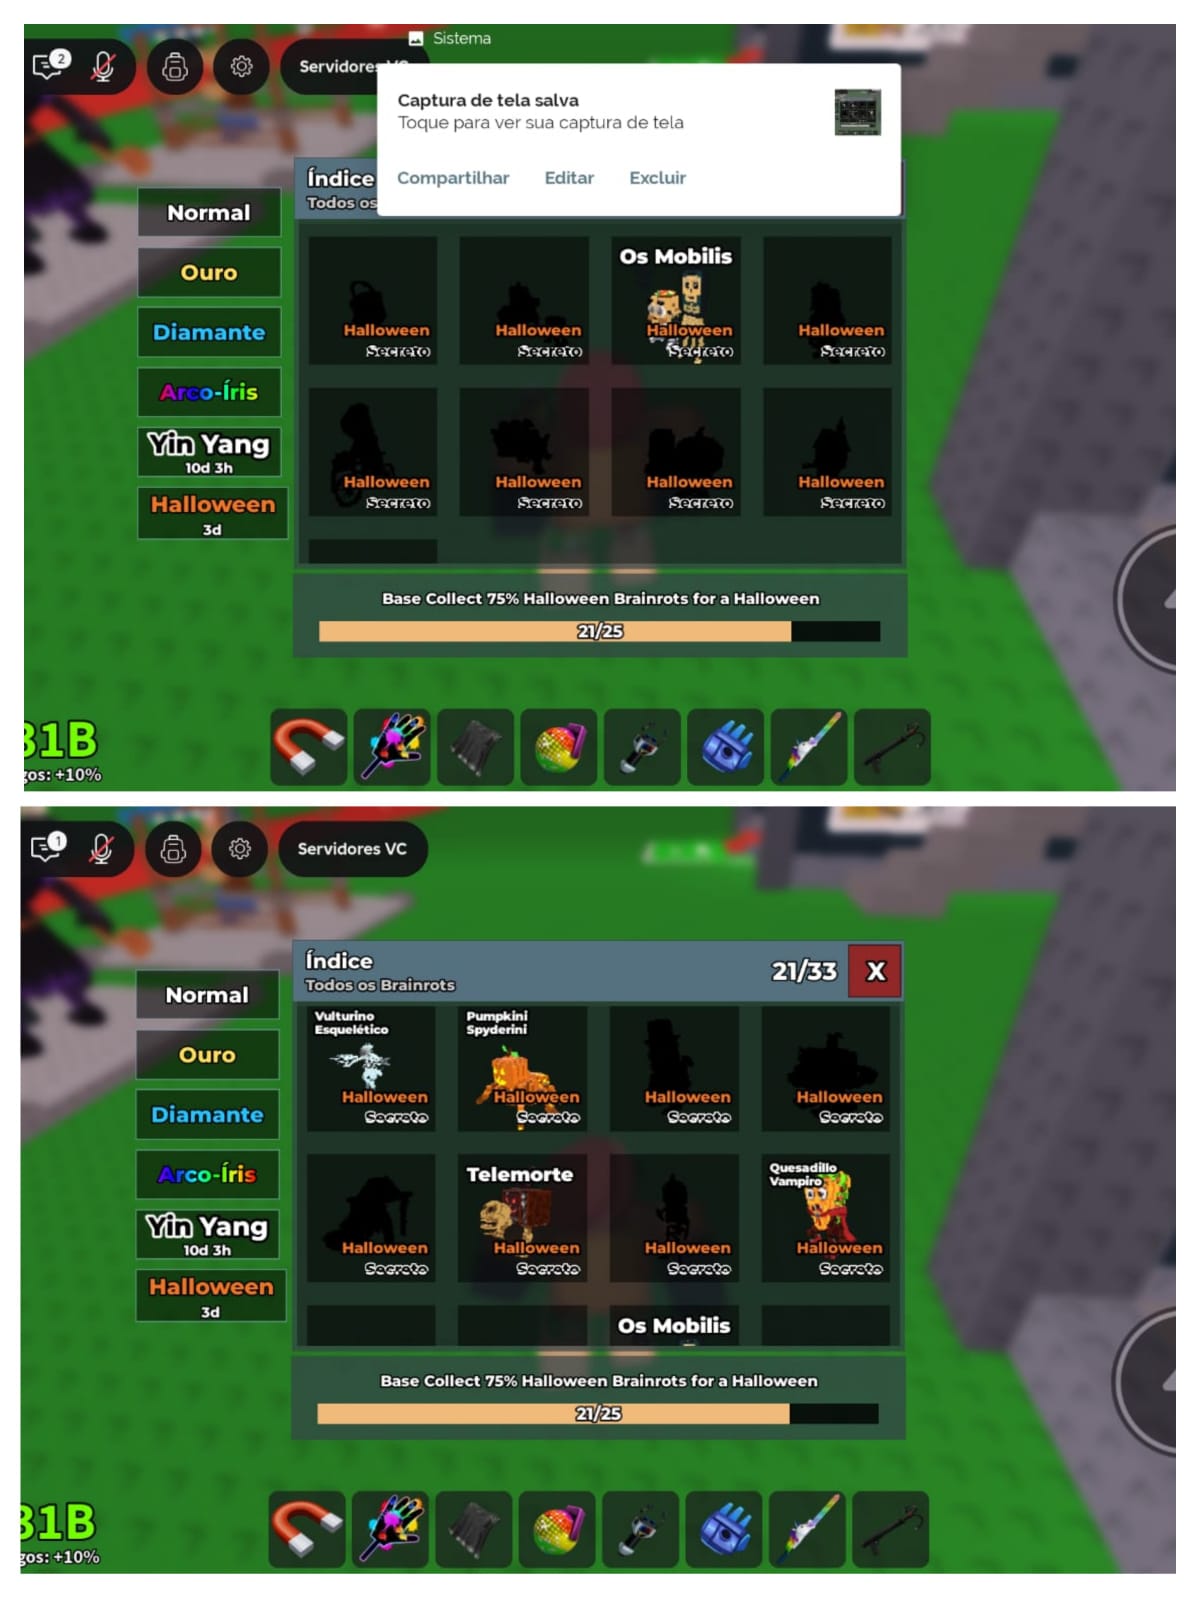 Sistema
2
Servidores
Captura de tela salva
Toque para ver sua captura de tela
Compartilhar Editar Excluir
Índice
Todos os
Normal
Ouro
Diamante
Arco-Íris
Yin Yang
10d 3h
Halloween
3d
Os Mobilis
Halloween Halloween Halloween Halloween
Secreto Secreto Secreto Secreto
Halloween Halloween Halloween Halloween
Secreto Secreto Secreto Secreto
Base Collect 75% Halloween Brainrots for a Halloween
21/25
31B
gos: +10%
1
Servidores VC
Índice
Todos os Brainrots
21/33 X
Normal
Ouro
Diamante
Arco-Íris
Yin Yang
10d 3h
Halloween
3d
Vulturino
Esquelético
Pumpkini
Spyderini
Halloween Halloween Halloween Halloween
Secreto Secreto Secreto Secreto
Telemorte
Quesadillo
Vampiro
Halloween Halloween Halloween Halloween
Secreto Secreto Secreto Secreto
Os Mobilis
Base Collect 75% Halloween Brainrots for a Halloween
21/25
31B
gos: +10%